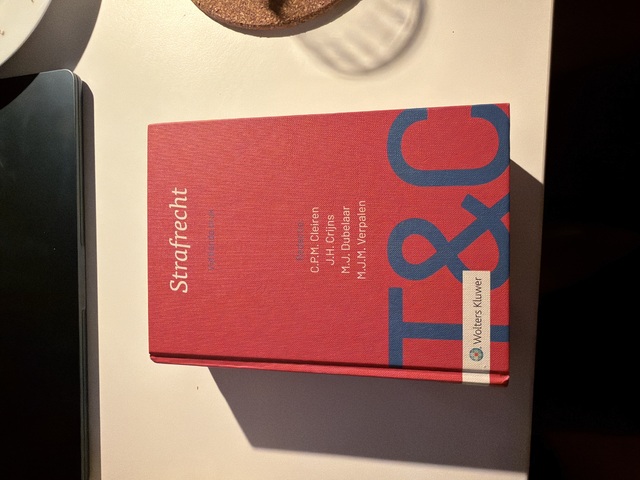 Strafrecht
C.P.M. Cleiren
J.H. Crijns
M.J. Dubelaar
M.J.M. Verpalen
T&C
Wolters Kluwer